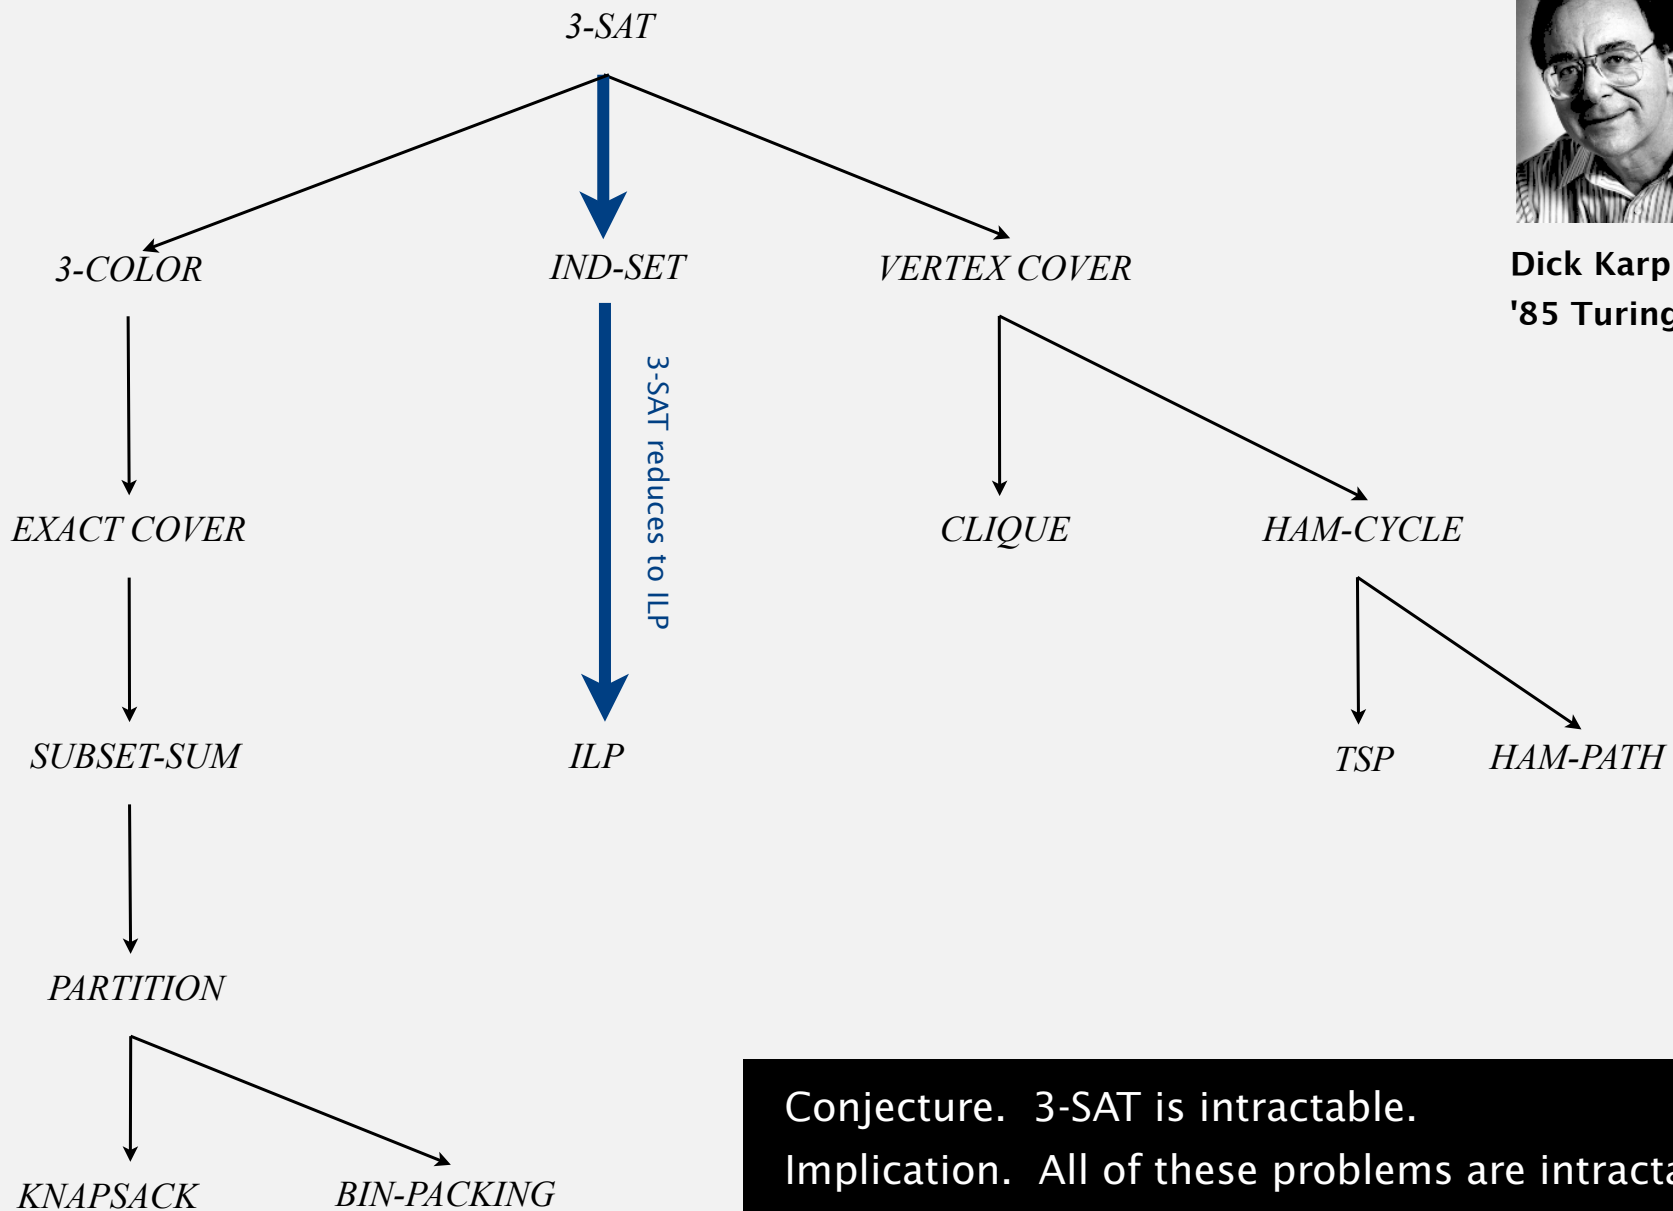 3-SAT
3-COLOR
IND-SET
VERTEX COVER
Dick Karp
'85 Turing
3-SAT reduces to ILP
EXACT COVER
CLIQUE
HAM-CYCLE
SUBSET-SUM
ILP
TSP
HAM-PATH
PARTITION
KNAPSACK
BIN-PACKING
Conjecture. 3-SAT is intractable.
Implication. All of these problems are